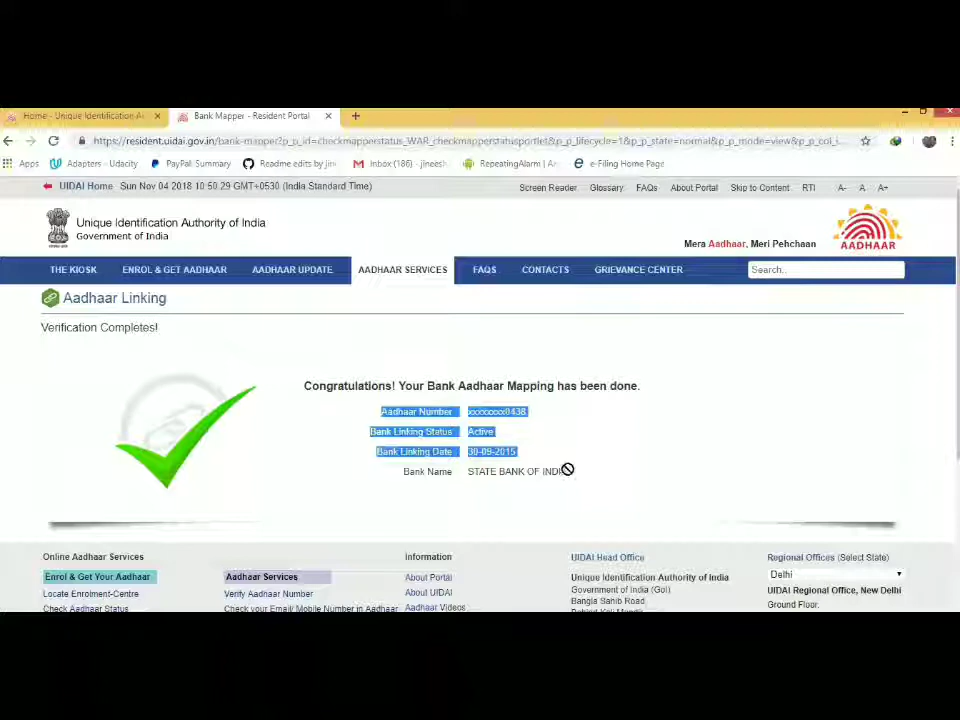 Home - Unique Identification Au
Bank Mapper - Resident Portal
https://resident.uidai.gov.in/bank-mapper?p_p_id=checkmapperstatus_WAR_checkmapperstatusportlet&p_p_lifecycle=1&p_p_state=normal&p_p_mode=view&p_p_col_i...
Apps Adapters - Udacity PayPal: Summary Readme edits by jin Inbox (186) - jinees RepeatingAlarm | An e-Filing Home Page
UIDAI Home Sun Nov 04 2018 10:50:29 GMT+0530 (India Standard Time) Screen Reader Glossary FAQs About Portal Skip to Content RTI A- A A+
Unique Identification Authority of India
Government of India
Mera Aadhaar, Meri Pehchaan
AADHAAR
THE KIOSK ENROL & GET AADHAAR AADHAAR UPDATE AADHAAR SERVICES FAQS CONTACTS GRIEVANCE CENTER Search..
Aadhaar Linking
Verification Completes!
Congratulations! Your Bank Aadhaar Mapping has been done.
Aadhaar Number xxxxxxxx0438
Bank Linking Status Active
Bank Linking Date 30-09-2015
Bank Name STATE BANK OF INDI
Online Aadhaar Services Information UIDAI Head Office Regional Offices (Select State)
Enrol & Get Your Aadhaar Aadhaar Services About Portal Unique Identification Authority of India Delhi
Locate Enrolment-Centre Verify Aadhaar Number About UIDAI Government of India (GoI) UIDAI Regional Office, New Delhi
Check Aadhaar Status Check your Email/ Mobile Number in Aadhaar Aadhaar Videos Bangla Sahib Road Ground Floor,